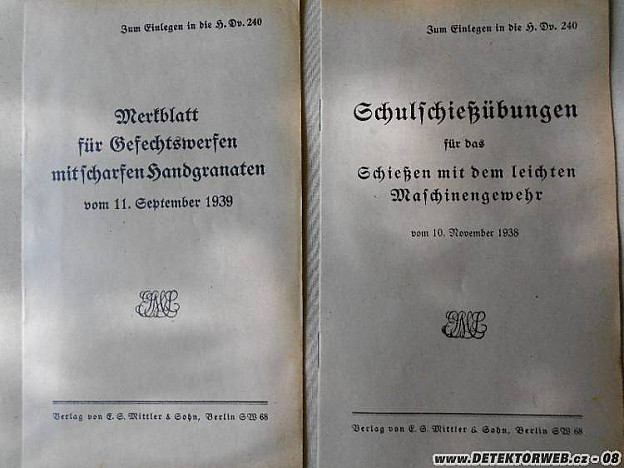 Zum Einlegen in die H. Dv. 240
Merkblatt
für Gefechtswerfen
mit scharfen Handgranaten
vom 11. September 1939
Verlag von E. S. Mittler & Sohn, Berlin SW 68
Zum Einlegen in die H. Dv. 240
Schulschießübungen
für das
Schießen mit dem leichten
Maschinengewehr
vom 10. November 1938
Verlag von E. S. Mittler & Sohn, Berlin SW 68
www.DETEKTORWEB.cz - 08